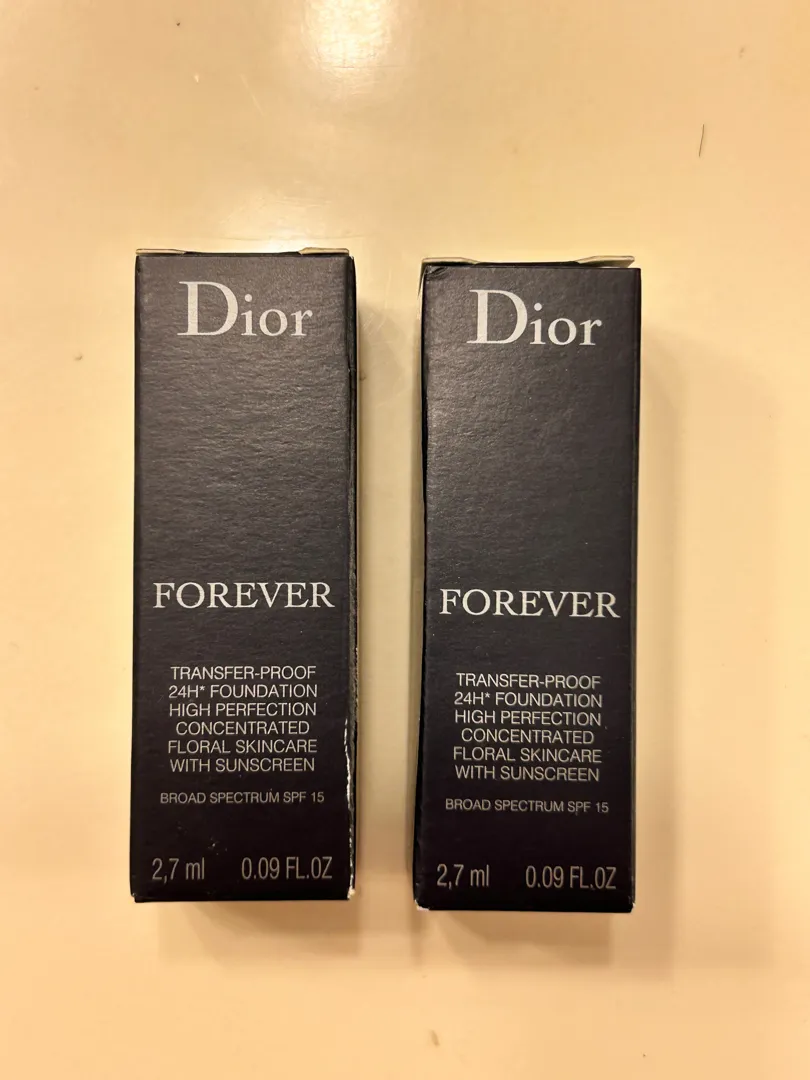 Dior
FOREVER
TRANSFER-PROOF
24H* FOUNDATION
HIGH PERFECTION
CONCENTRATED
FLORAL SKINCARE
WITH SUNSCREEN
BROAD SPECTRUM SPF 15
2,7 ml 0.09 FL.OZ
Dior
FOREVER
TRANSFER-PROOF
24H* FOUNDATION
HIGH PERFECTION
CONCENTRATED
FLORAL SKINCARE
WITH SUNSCREEN
BROAD SPECTRUM SPF 15
2,7 ml 0.09 FL.OZ